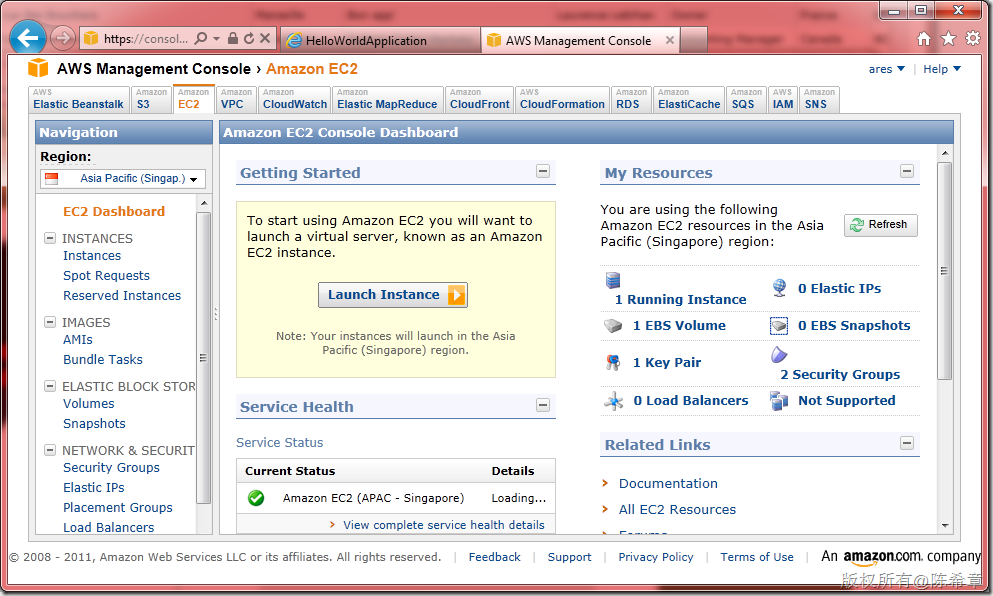 https://consol...
HelloWorldApplication
AWS Management Console
AWS Management Console › Amazon EC2
ares
Help
AWS
Elastic Beanstalk
Amazon
S3
Amazon
EC2
Amazon
VPC
Amazon
CloudWatch
Amazon
Elastic MapReduce
Amazon
CloudFront
AWS
CloudFormation
Amazon
RDS
Amazon
ElastiCache
Amazon
SQS
AWS
IAM
Amazon
SNS
Navigation
Region:
Asia Pacific (Singap.)
EC2 Dashboard
INSTANCES
Instances
Spot Requests
Reserved Instances
IMAGES
AMIs
Bundle Tasks
ELASTIC BLOCK STOR
Volumes
Snapshots
NETWORK & SECURIT
Security Groups
Elastic IPs
Placement Groups
Load Balancers
Amazon EC2 Console Dashboard
Getting Started
To start using Amazon EC2 you will want to
launch a virtual server, known as an Amazon
EC2 instance.
Launch Instance
Note: Your instances will launch in the Asia
Pacific (Singapore) region.
Service Health
Service Status
Current Status
Details
Amazon EC2 (APAC - Singapore)
Loading...
View complete service health details
My Resources
You are using the following
Amazon EC2 resources in the Asia
Pacific (Singapore) region:
Refresh
1 Running Instance
0 Elastic IPs
1 EBS Volume
0 EBS Snapshots
1 Key Pair
2 Security Groups
0 Load Balancers
Not Supported
Related Links
Documentation
All EC2 Resources
Forums
© 2008 - 2011, Amazon Web Services LLC or its affiliates. All rights reserved.
Feedback
Support
Privacy Policy
Terms of Use
An amazon.com company
版权所有@陈希章